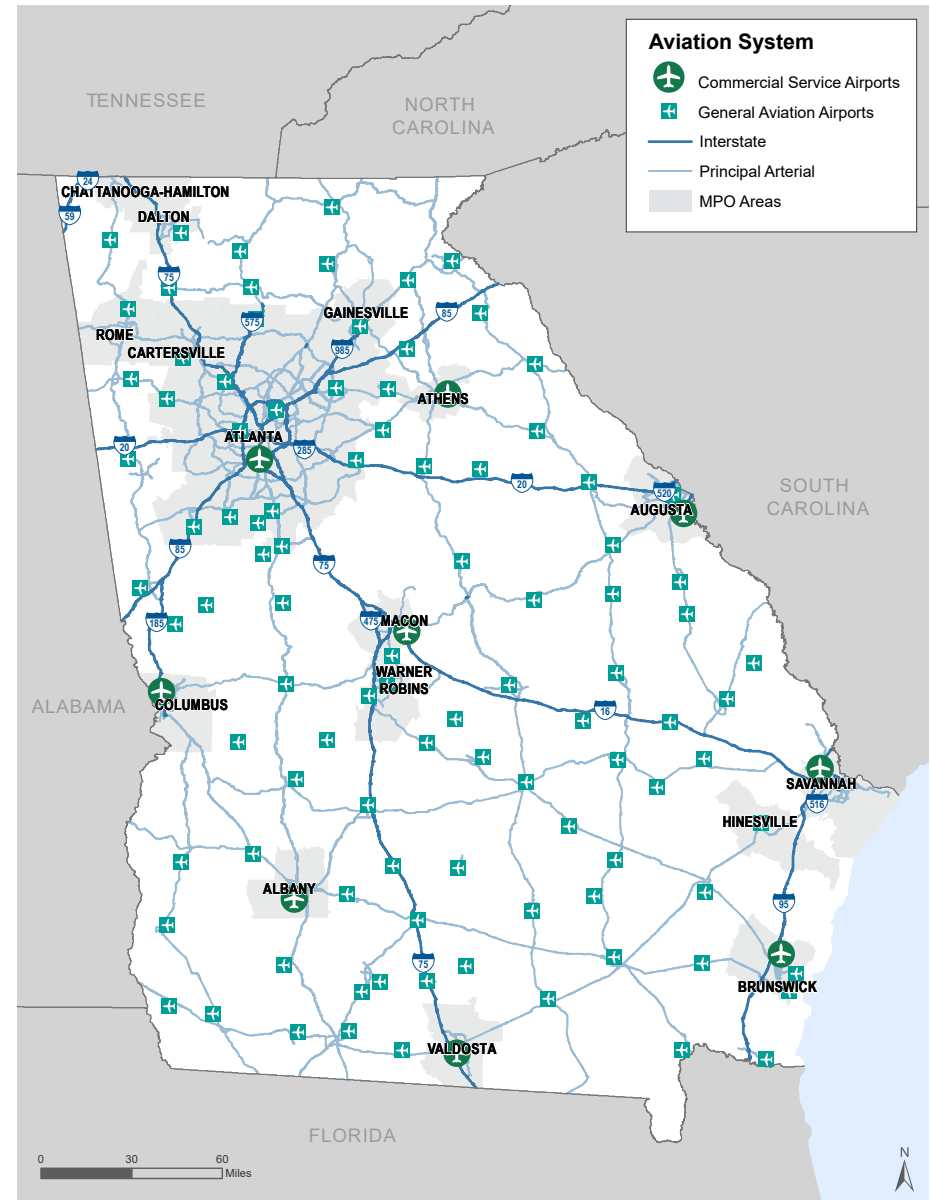 Aviation System
Commercial Service Airports
General Aviation Airports
Interstate
Principal Arterial
MPO Areas
TENNESSEE
NORTH
CAROLINA
24
CHATTANOOGA-HAMILTON
59
DALTON
75
GAINESVILLE
85
575
ROME
985
CARTERSVILLE
ATHENS
ATLANTA
20
285
20
520
SOUTH
CAROLINA
AUGUSTA
85
75
185
475
MACON
WARNER
ROBINS
ALABAMA
COLUMBUS
16
SAVANNAH
516
HINESVILLE
ALBANY
95
75
BRUNSWICK
VALDOSTA
FLORIDA
0
30
60
Miles
N